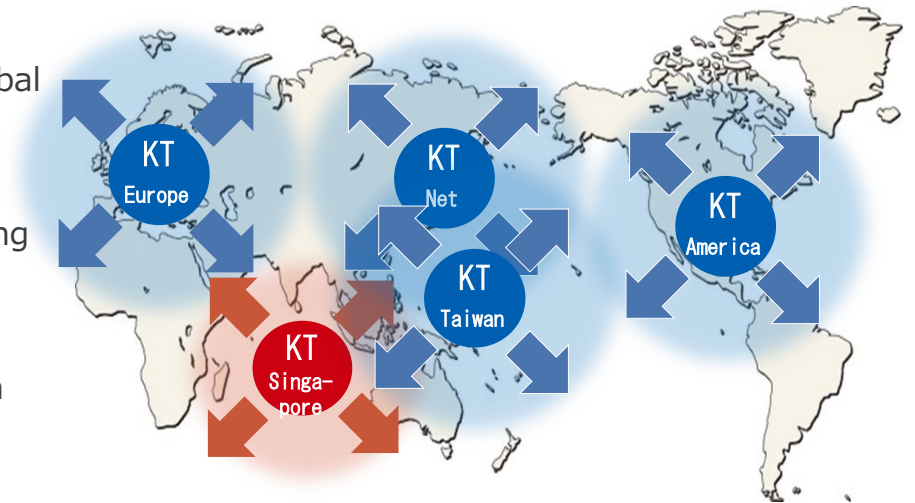 bal
ng
KT
Europe
KT
Net
KT
America
KT
Taiwan
KT
Singa-
pore